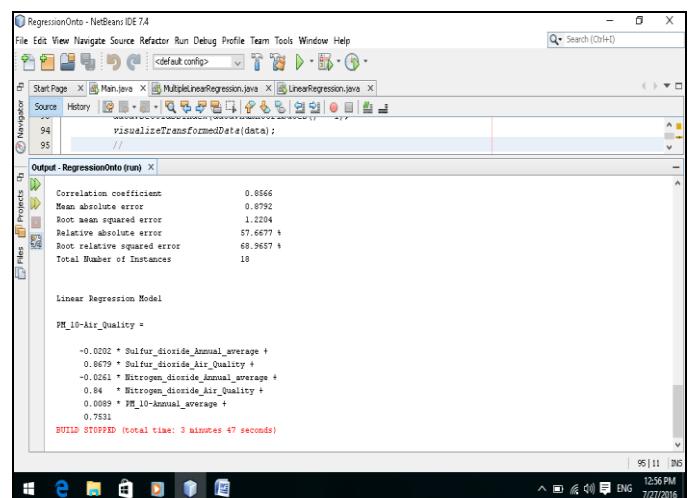 RegressionOnto - NetBeans IDE 7.4
File Edit View Navigate Source Refactor Run Debug Profile Team Tools Window Help
Search (Ctrl+I)
<default config>
Start Page Main.java MultipleLinearRegression.java LinearRegression.java
Source History
94 visualizeTransformedData(data);
95 //
Output - RegressionOnto (run)
Navigator
Projects
Files
Correlation coefficient 0.8566
Mean absolute error 0.8792
Root mean squared error 1.2204
Relative absolute error 57.6677 %
Root relative squared error 68.9657 %
Total Number of Instances 18
Linear Regression Model
PM_10-Air_Quality =
-0.0202 * Sulfur_dioxide_Annual_average +
0.8679 * Sulfur_dioxide_Air_Quality +
-0.0261 * Nitrogen_dioxide_Annual_average +
0.84 * Nitrogen_dioxide_Air_Quality +
0.0089 * PM_10-Annual_average +
0.7531
BUILD STOPPED (total time: 3 minutes 47 seconds)
95 | 11 INS
ENG
12:56 PM
7/27/2016